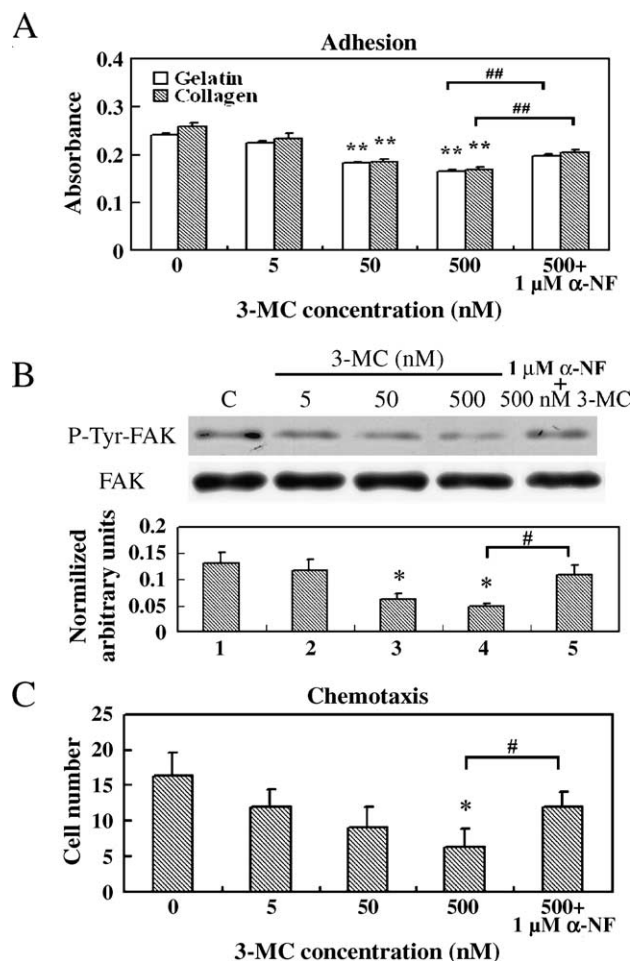 A
Adhesion
0.4
0.3
0.2
0.1
0
Absorbance
Gelatin
Collagen
** **
** **
##
##
0 5 50 500 500+
1 µM α-NF
3-MC concentration (nM)
B
3-MC (nM)
1 µM α-NF
+
C 5 50 500 500 nM 3-MC
P-Tyr-FAK
FAK
Normilized
arbitrary units
0.2
0.15
0.10
0.05
0
*
*
#
1 2 3 4 5
C
Chemotaxis
25
20
15
10
5
0
Cell number
*
#
0 5 50 500 500+
1 µM α-NF
3-MC concentration (nM)